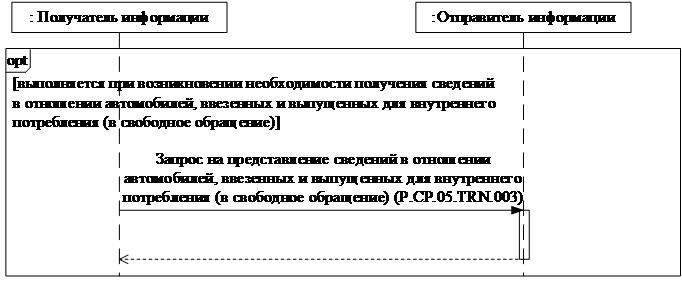 : Получатель информации
:Отправитель информации
opt
[выполняется при возникновении необходимости получения сведений
в отношении автомобилей, ввезенных и выпущенных для внутреннего
потребления (в свободное обращение)]
Запрос на представление сведений в отношении
автомобилей, ввезенных и выпущенных для внутреннего
потребления (в свободное обращение) (P.CP.05.TRN.003)